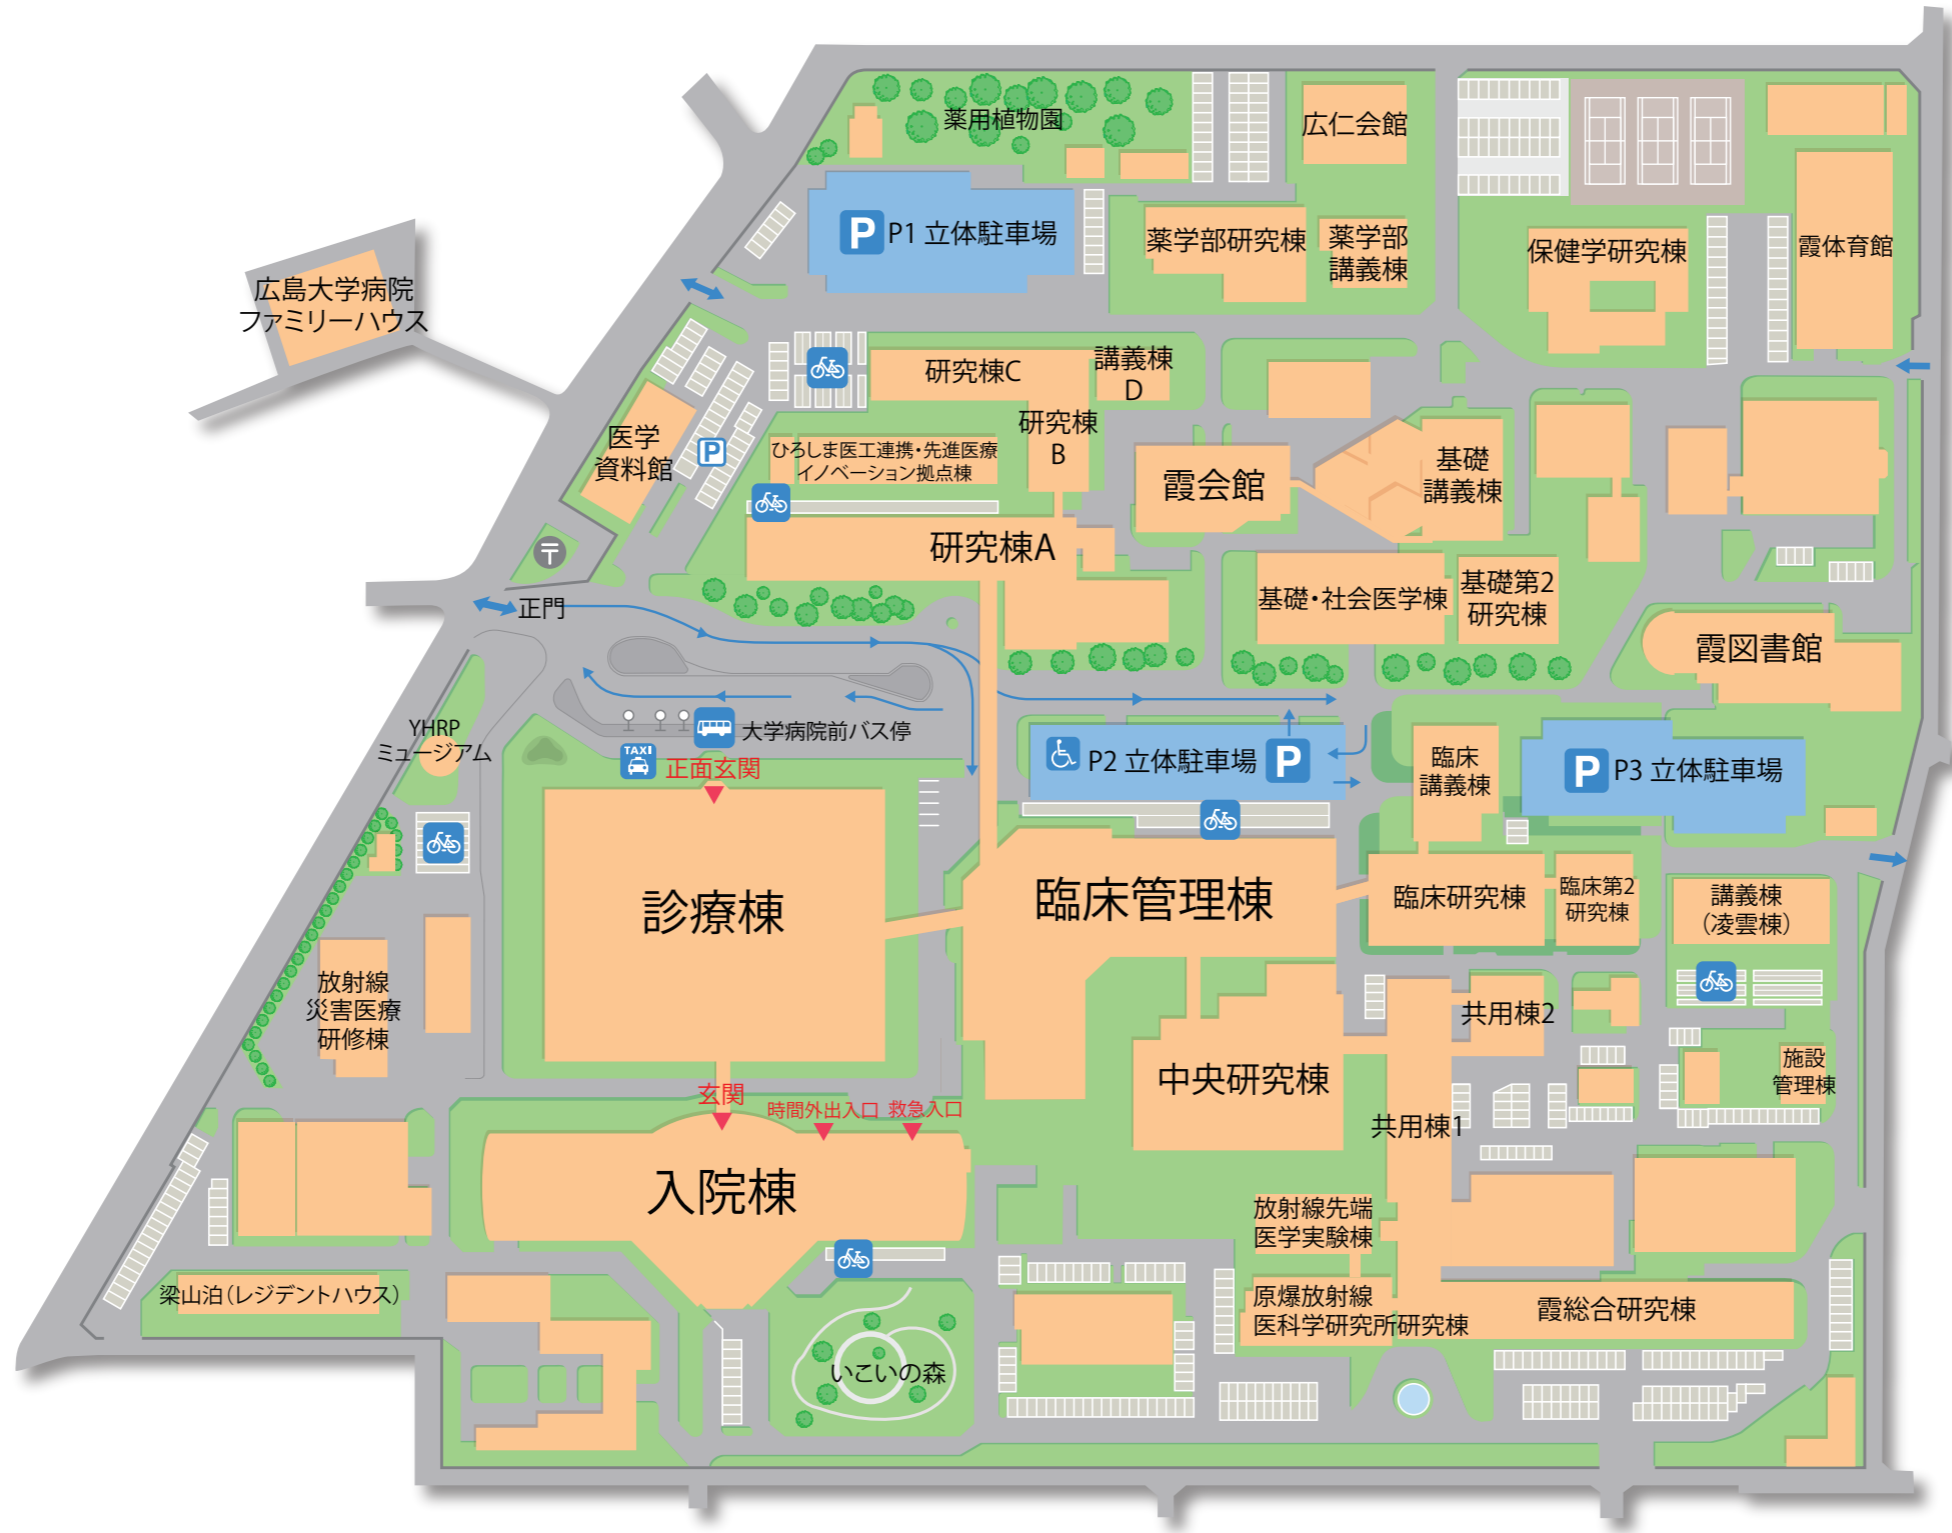 薬用植物園
広仁会館
P
P1 立体駐車場
薬学部研究棟
薬学部
講義棟
保健学研究棟
霞体育館
広島大学病院
ファミリーハウス
研究棟C
講義棟
D
研究棟
B
医学
資料館
P
ひろしま医工連携・先進医療
イノベーション拠点棟
霞会館
基礎
講義棟
研究棟A
〒
正門
基礎・社会医学棟
基礎第2
研究棟
霞図書館
YHRP
ミュージアム
大学病院前バス停
TAXI
正面玄関
P2 立体駐車場
P
臨床
講義棟
P
P3 立体駐車場
診療棟
臨床管理棟
臨床研究棟
臨床第2
研究棟
講義棟
（凌雲棟）
放射線
災害医療
研修棟
共用棟2
中央研究棟
施設
管理棟
玄関
時間外出入口
救急入口
共用棟1
入院棟
放射線先端
医学実験棟
梁山泊（レジデントハウス）
原爆放射線
医科学研究所研究棟
霞総合研究棟
いこいの森